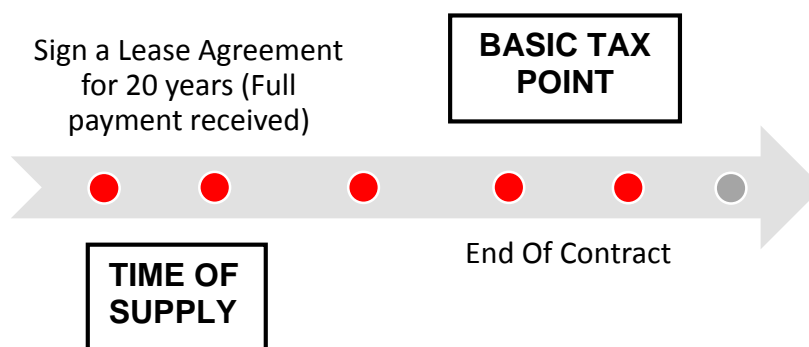 Sign a Lease Agreement
for 20 years (Full
payment received)
BASIC TAX
POINT
TIME OF
SUPPLY
End Of Contract